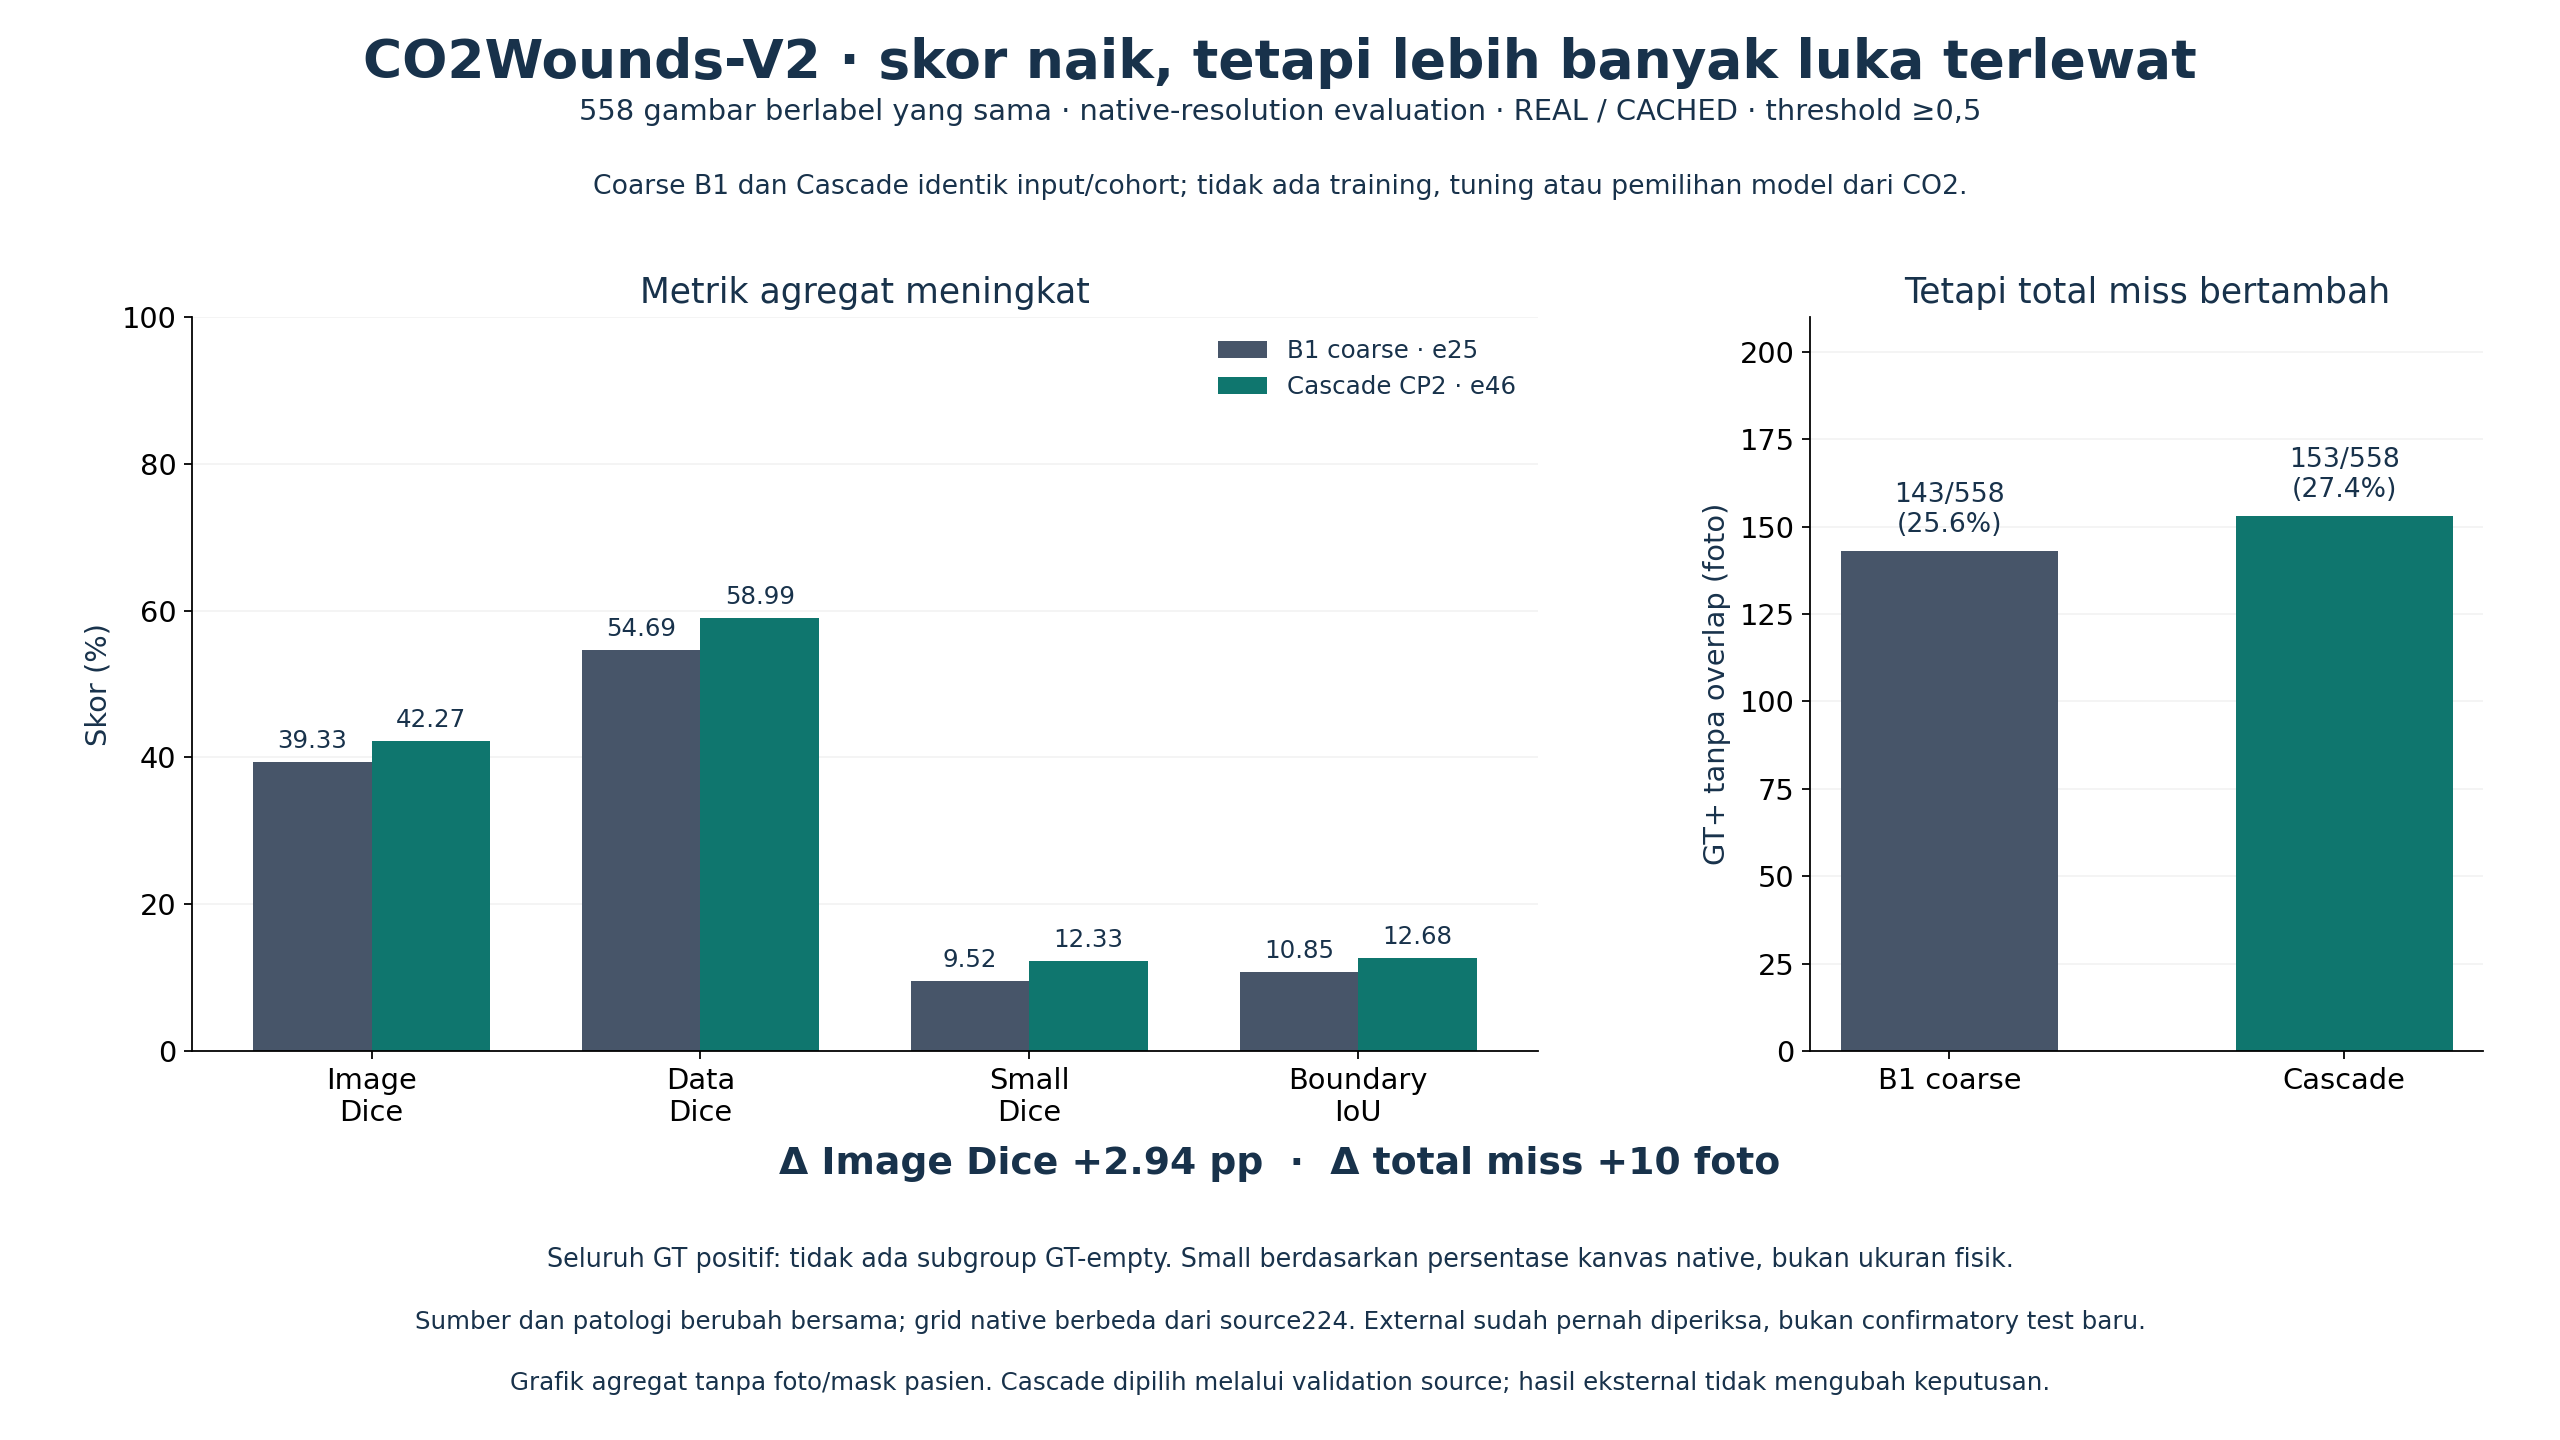 CO2Wounds-V2 · skor naik, tetapi lebih banyak luka terlewat
558 gambar berlabel yang sama · native-resolution evaluation · REAL / CACHED · threshold ≥0,5
Coarse B1 dan Cascade identik input/cohort; tidak ada training, tuning atau pemilihan model dari CO2.
Metrik agregat meningkat
Skor (%)
100
80
60
40
20
0
B1 coarse · e25
Cascade CP2 · e46
39.33
42.27
54.69
58.99
9.52
12.33
10.85
12.68
Image
Dice
Data
Dice
Small
Dice
Boundary
IoU
Tetapi total miss bertambah
GT+ tanpa overlap (foto)
200
175
150
125
100
75
50
25
0
143/558
(25.6%)
153/558
(27.4%)
B1 coarse
Cascade
Δ Image Dice +2.94 pp · Δ total miss +10 foto
Seluruh GT positif: tidak ada subgroup GT-empty. Small berdasarkan persentase kanvas native, bukan ukuran fisik.
Sumber dan patologi berubah bersama; grid native berbeda dari source224. External sudah pernah diperiksa, bukan confirmatory test baru.
Grafik agregat tanpa foto/mask pasien. Cascade dipilih melalui validation source; hasil eksternal tidak mengubah keputusan.